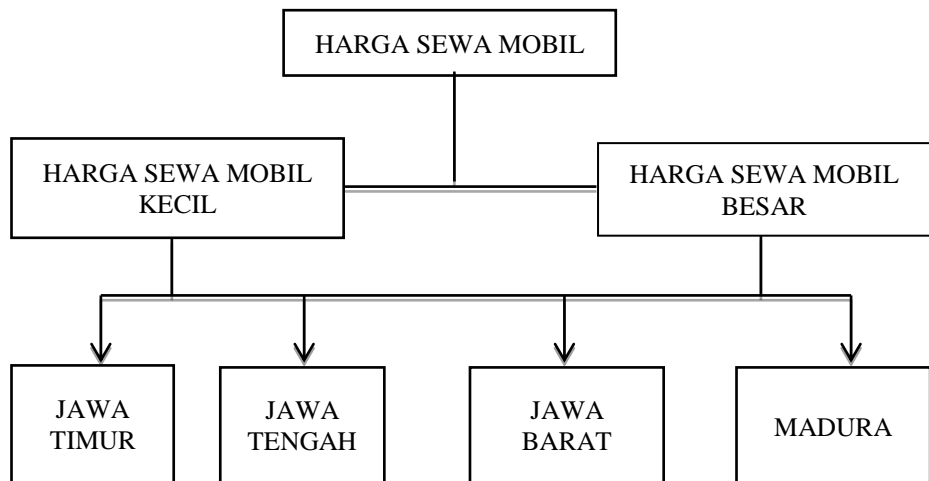 HARGA SEWA MOBIL
HARGA SEWA MOBIL
KECIL
HARGA SEWA MOBIL
BESAR
JAWA
TIMUR
JAWA
TENGAH
JAWA
BARAT
MADURA